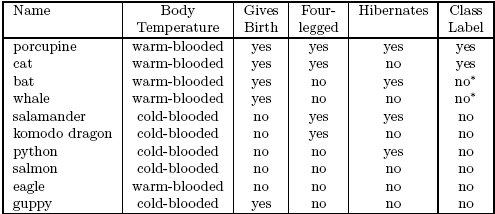 Name Body Gives Four- Hibernates Class
Temperature Birth legged Label
porcupine warm-blooded yes yes yes yes
cat warm-blooded yes yes no yes
bat warm-blooded yes no yes no*
whale warm-blooded yes no no no*
salamander cold-blooded no yes yes no
komodo dragon cold-blooded no yes no no
python cold-blooded no no yes no
salmon cold-blooded no no no no
eagle warm-blooded no no no no
guppy cold-blooded yes no no no